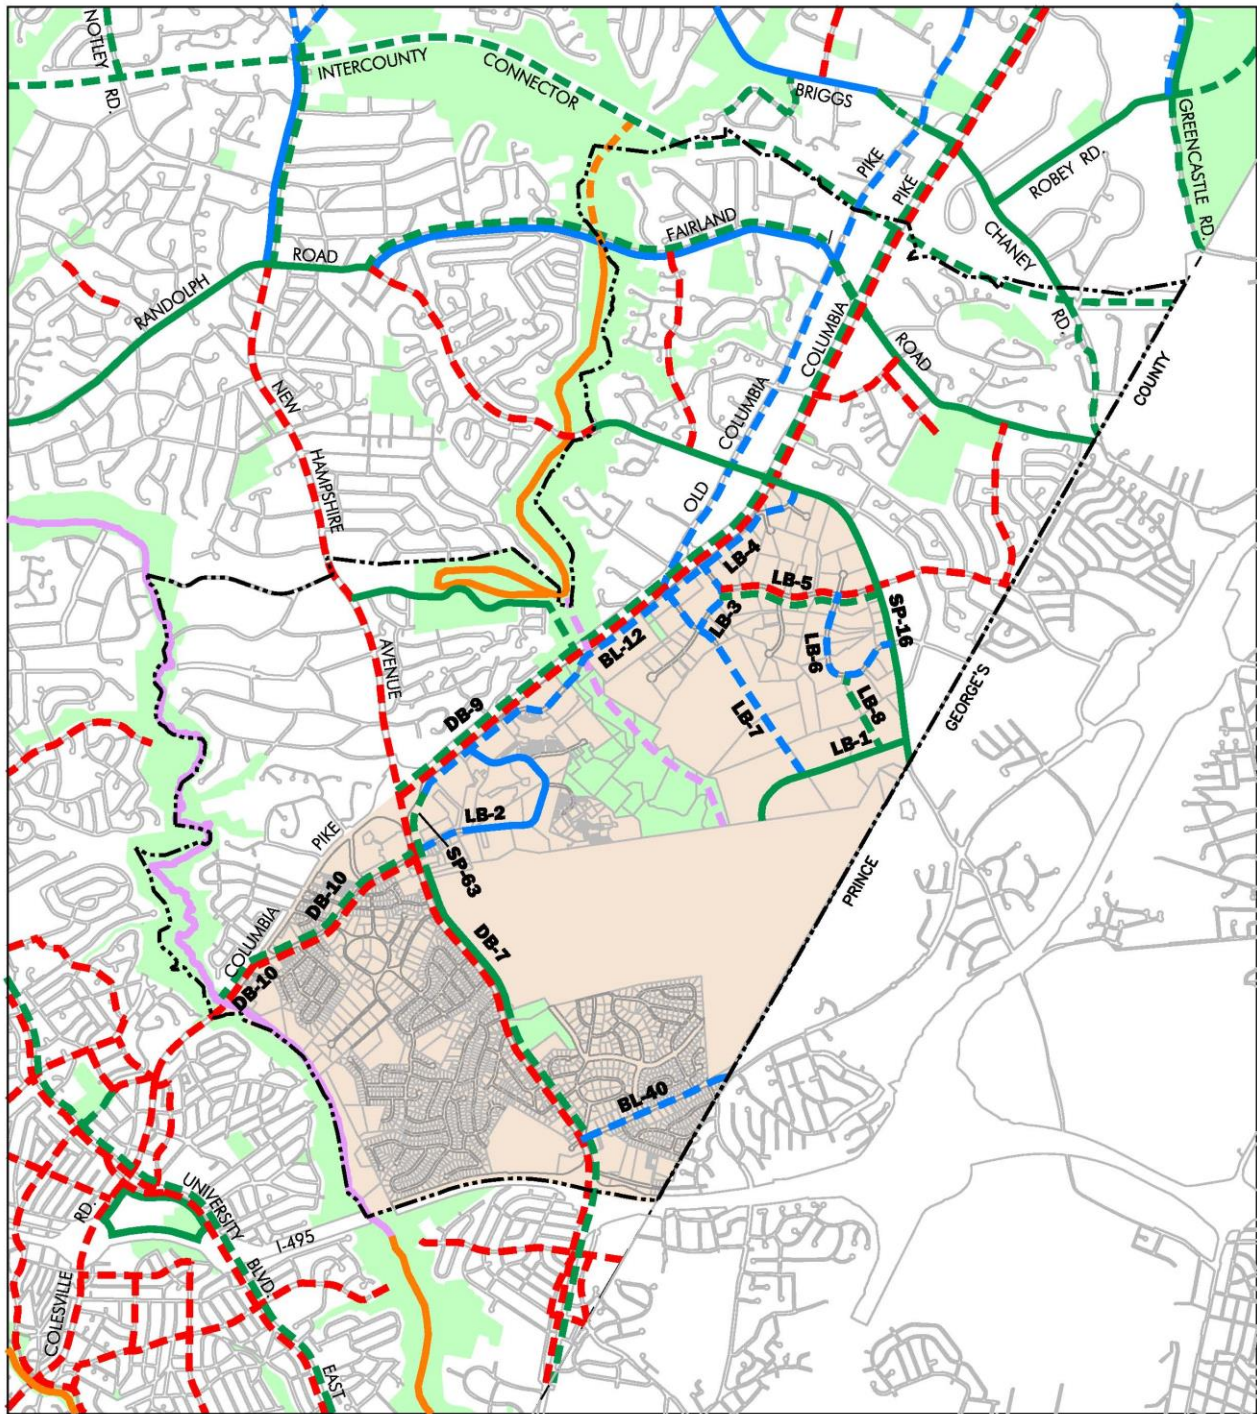 NOTLEY
RD.
INTERCOUNTY
CONNECTOR
BRIGGS
GREENCASTLE RD.
ROBEY RD.
PIKE
PIKE
CHANEY
RD.
FAIRLAND
ROAD
RANDOLPH
ROAD
COLUMBIA
COLUMBIA
OLD
COUNTY
NEW
HAMPSHIRE
AVENUE
LB-4
LB-5
LB-3
SP-16
BL-12
LB-6
LB-7
LB-8
LB-1
GEORGE'S
DB-9
LB-2
PIKE
SP-63
PRINCE
DB-10
COLUMBIA
DB-10
DB-7
BL-40
UNIVERSITY
BLVD.
EAST
RD.
COLESVILLE
I-495